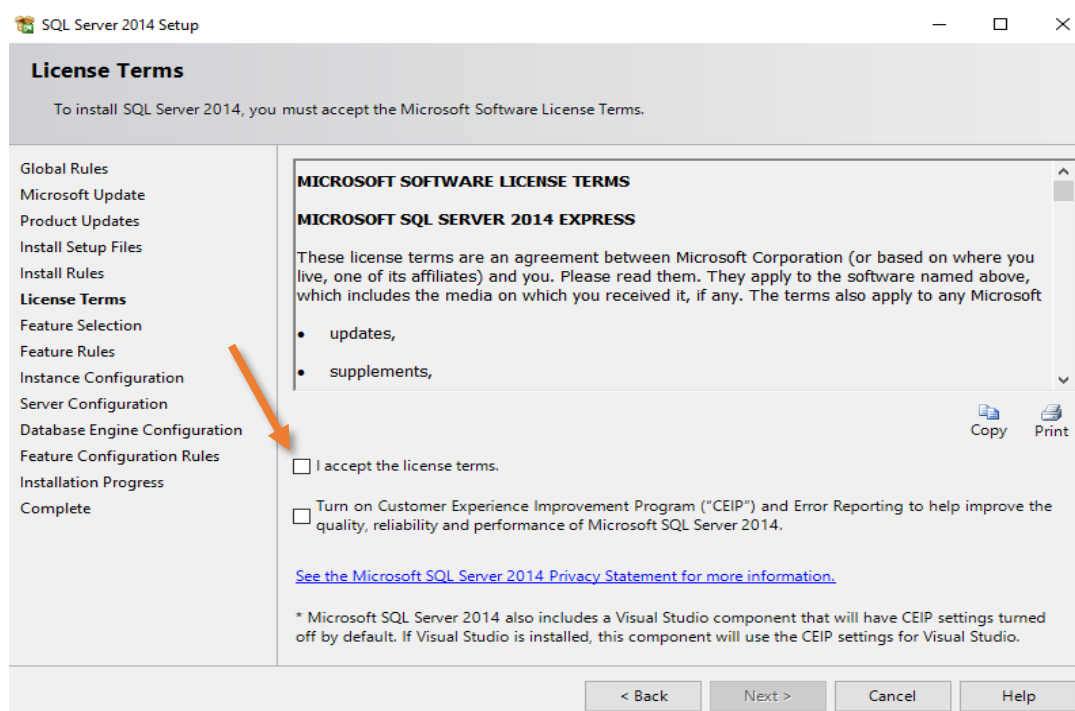 SQL Server 2014 Setup
License Terms
To install SQL Server 2014, you must accept the Microsoft Software License Terms.
Global Rules
Microsoft Update
Product Updates
Install Setup Files
Install Rules
License Terms
Feature Selection
Feature Rules
Instance Configuration
Server Configuration
Database Engine Configuration
Feature Configuration Rules
Installation Progress
Complete
MICROSOFT SOFTWARE LICENSE TERMS
MICROSOFT SQL SERVER 2014 EXPRESS
These license terms are an agreement between Microsoft Corporation (or based on where you
live, one of its affiliates) and you. Please read them. They apply to the software named above,
which includes the media on which you received it, if any. The terms also apply to any Microsoft
• updates,
• supplements,
Copy Print
I accept the license terms.
Turn on Customer Experience Improvement Program ("CEIP") and Error Reporting to help improve the
quality, reliability and performance of Microsoft SQL Server 2014.
See the Microsoft SQL Server 2014 Privacy Statement for more information.
* Microsoft SQL Server 2014 also includes a Visual Studio component that will have CEIP settings turned
off by default. If Visual Studio is installed, this component will use the CEIP settings for Visual Studio.
< Back Next > Cancel Help